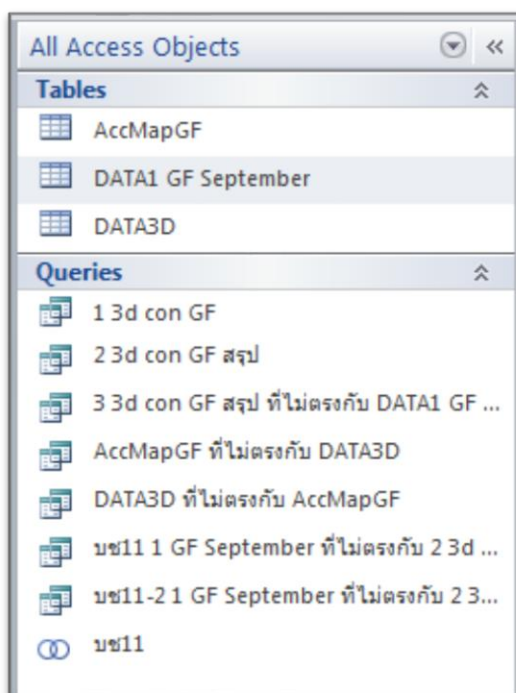 All Access Objects
Tables
AccMapGF
DATA1 GF September
DATA3D
Queries
1 3d con GF
2 3d con GF สรุป
3 3d con GF สรุป ที่ไม่ตรงกับ DATA1 GF ...
AccMapGF ที่ไม่ตรงกับ DATA3D
DATA3D ที่ไม่ตรงกับ AccMapGF
บช11 1 GF September ที่ไม่ตรงกับ 2 3d ...
บช11-2 1 GF September ที่ไม่ตรงกับ 2 3...
บช11